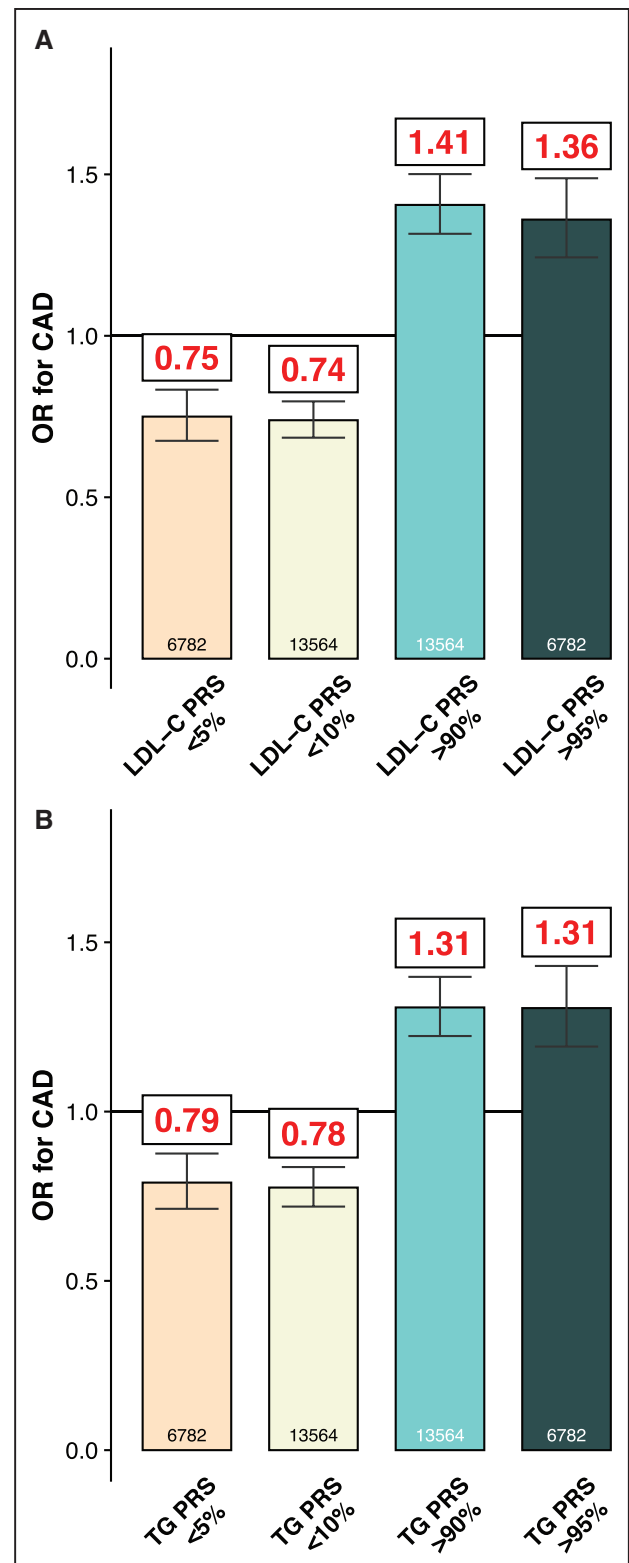 A
OR for CAD
1.5
1.0
0.5
0.0
0.75
0.74
1.41
1.36
6782
13564
13564
6782
LDL−C PRS
<5%
LDL−C PRS
<10%
LDL−C PRS
>90%
LDL−C PRS
>95%
B
OR for CAD
1.5
1.0
0.5
0.0
0.79
0.78
1.31
1.31
6782
13564
13564
6782
TG PRS
<5%
TG PRS
<10%
TG PRS
>90%
TG PRS
>95%